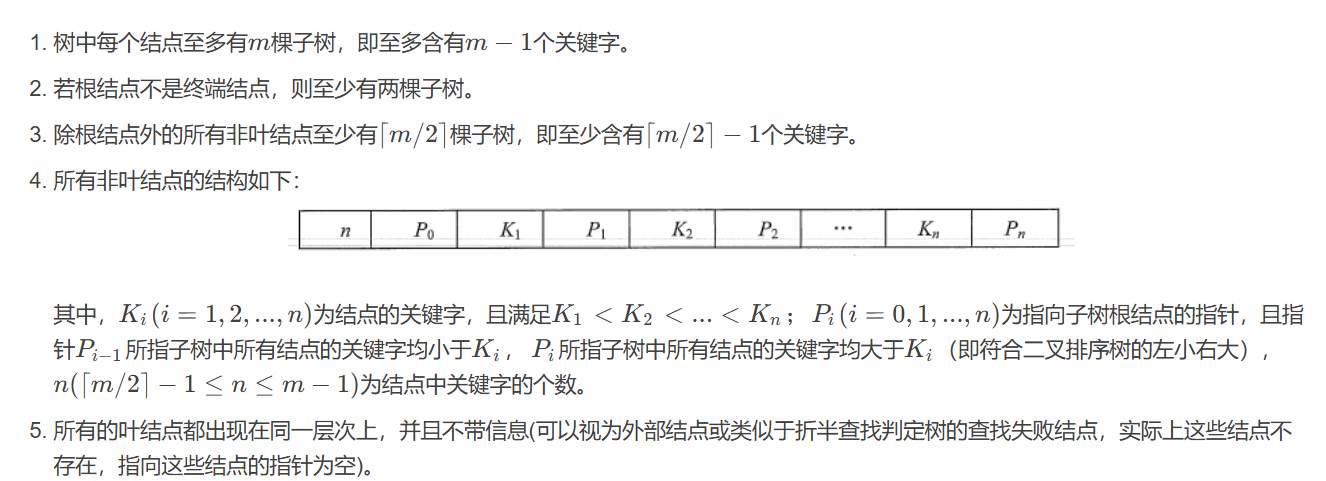 1. 树中每个结点至多有$m$棵子树，即至多含有$m-1$个关键字。
2. 若根结点不是终端结点，则至少有两棵子树。
3. 除根结点外的所有非叶结点至少有$\lceil m/2 \rceil$棵子树，即至少含有$\lceil m/2 \rceil - 1$个关键字。
4. 所有非叶结点的结构如下：
$n$ $P_0$ $K_1$ $P_1$ $K_2$ $P_2$ … $K_n$ $P_n$
其中，$K_i(i=1,2,...,n)$为结点的关键字，且满足$K_1<K_2<...<K_n$；$P_i(i=0,1,...,n)$为指向子树根结点的指针，且指
针$P_{i-1}$所指子树中所有结点的关键字均小于$K_i$，$P_i$所指子树中所有结点的关键字均大于$K_i$（即符合二叉排序树的左小右大），
$n(\lceil m/2 \rceil - 1 \leq n \leq m-1)$为结点中关键字的个数。
5. 所有的叶结点都出现在同一层次上，并且不带信息(可以视为外部结点或类似于折半查找判定树的查找失败结点，实际上这些结点不
存在，指向这些结点的指针为空)。